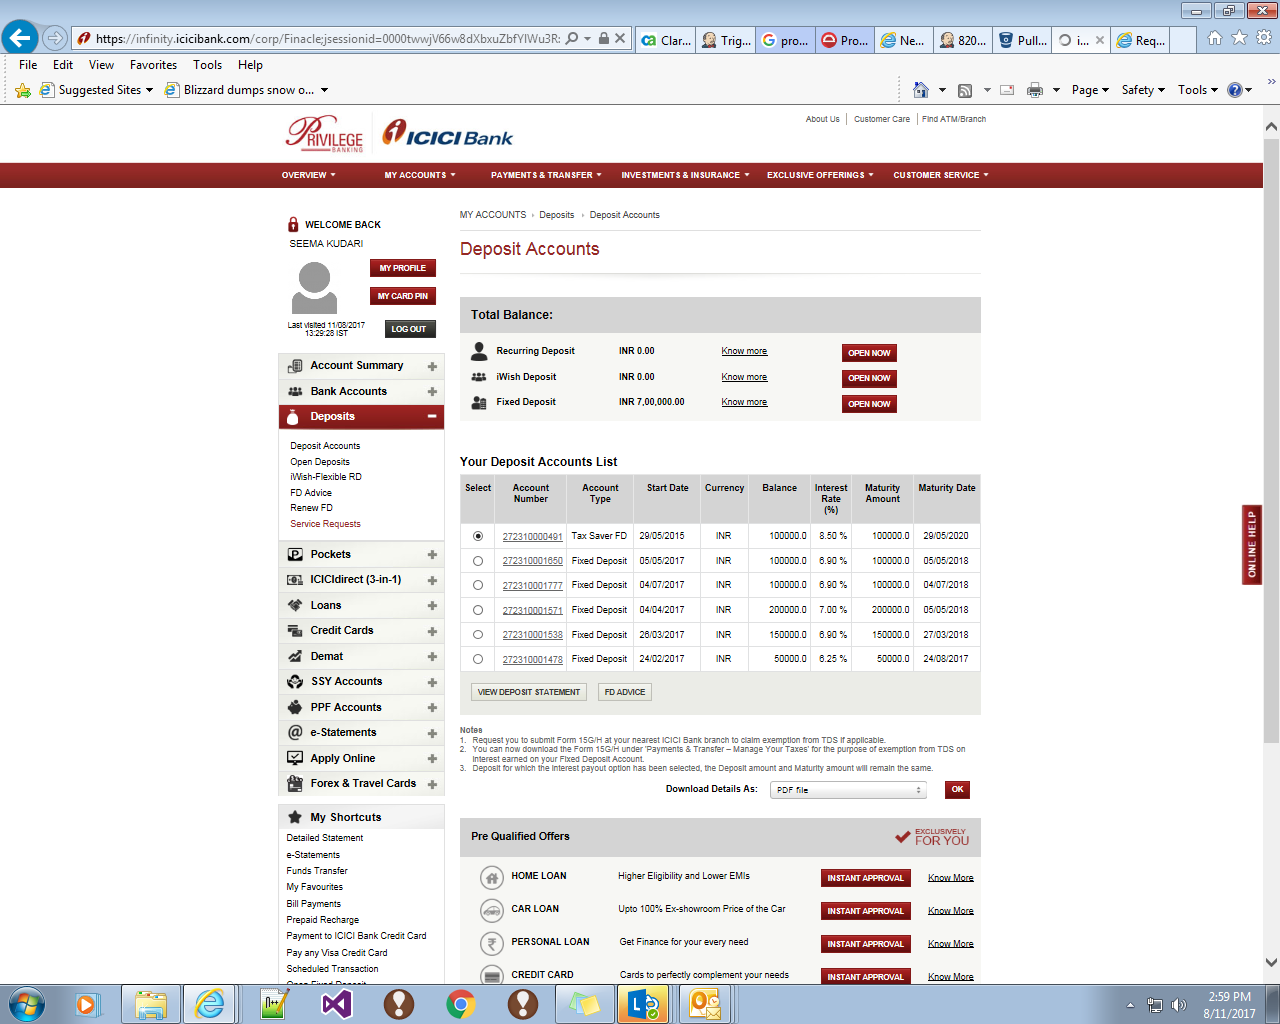 https://infinity.icicibank.com/corp/Finacle;jsessionid=0000twwjV66w8dXbxuZbfYlWu3R:
Clar...
Trig...
pro...
Pro...
Ne...
820...
Pull...
i...
Req...
File Edit View Favorites Tools Help
Suggested Sites
Blizzard dumps snow o...
Page Safety Tools
PRIVILEGE
BANKING
ICICI Bank
About Us Customer Care Find ATM/Branch
OVERVIEW MY ACCOUNTS PAYMENTS & TRANSFER INVESTMENTS & INSURANCE EXCLUSIVE OFFERINGS CUSTOMER SERVICE
WELCOME BACK
SEEMA KUDARI
MY PROFILE
MY CARD PIN
Last visited 11/08/2017
13:29:28 IST
LOG OUT
Account Summary
Bank Accounts
Deposits
Deposit Accounts
Open Deposits
iWish-Flexible RD
FD Advice
Renew FD
Service Requests
Pockets
ICICIdirect (3-in-1)
Loans
Credit Cards
Demat
SSY Accounts
PPF Accounts
e-Statements
Apply Online
Forex & Travel Cards
My Shortcuts
Detailed Statement
e-Statements
Funds Transfer
My Favourites
Bill Payments
Prepaid Recharge
Payment to ICICI Bank Credit Card
Pay any Visa Credit Card
Scheduled Transaction
MY ACCOUNTS Deposits Deposit Accounts
Deposit Accounts
Total Balance:
Recurring Deposit INR 0.00 Know more OPEN NOW
iWish Deposit INR 0.00 Know more OPEN NOW
Fixed Deposit INR 7,00,000.00 Know more OPEN NOW
Your Deposit Accounts List
Select Account Number Account Type Start Date Currency Balance Interest Rate (%) Maturity Amount Maturity Date
272310000491 Tax Saver FD 29/05/2015 INR 100000.0 8.50 % 100000.0 29/05/2020
272310001650 Fixed Deposit 05/05/2017 INR 100000.0 6.90 % 100000.0 05/05/2018
272310001777 Fixed Deposit 04/07/2017 INR 100000.0 6.90 % 100000.0 04/07/2018
272310001571 Fixed Deposit 04/04/2017 INR 200000.0 7.00 % 200000.0 05/05/2018
272310001538 Fixed Deposit 26/03/2017 INR 150000.0 6.90 % 150000.0 27/03/2018
272310001478 Fixed Deposit 24/02/2017 INR 50000.0 6.25 % 50000.0 24/08/2017
VIEW DEPOSIT STATEMENT FD ADVICE
Notes
1. Request you to submit Form 15G/H at your nearest ICICI Bank branch to claim exemption from TDS if applicable.
2. You can now download the Form 15G/H under 'Payments & Transfer – Manage Your Taxes' for the purpose of exemption from TDS on
Interest earned on your Fixed Deposit Account.
3. Deposit for which the Interest payout option has been selected, the Deposit amount and Maturity amount will remain the same.
Download Details As: PDF file OK
Pre Qualified Offers
EXCLUSIVELY
FOR YOU
HOME LOAN Higher Eligibility and Lower EMIs INSTANT APPROVAL Know More
CAR LOAN Upto 100% Ex-showroom Price of the Car INSTANT APPROVAL Know More
PERSONAL LOAN Get Finance for your every need INSTANT APPROVAL Know More
CREDIT CARD Cards to perfectly complement your needs INSTANT APPROVAL Know More
ONLINE HELP
2:59 PM
8/11/2017